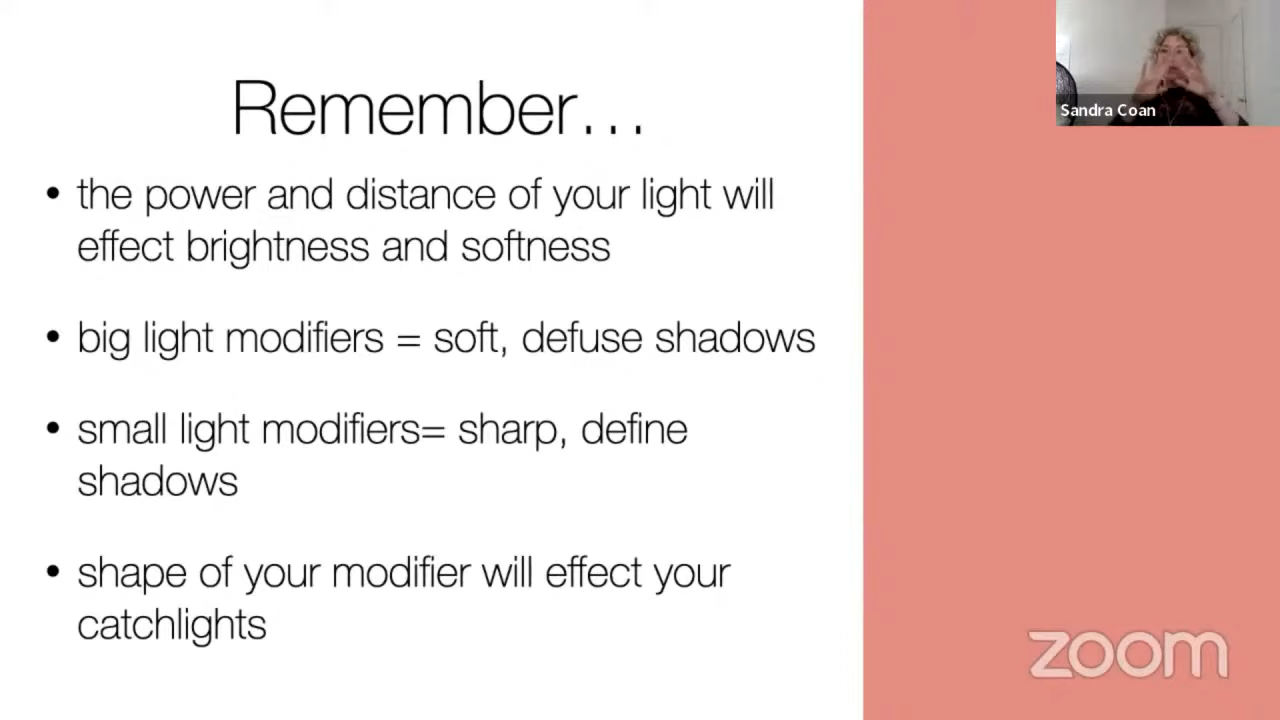 Remember...
• the power and distance of your light will
effect brightness and softness
• big light modifiers = soft, defuse shadows
• small light modifiers= sharp, define
shadows
• shape of your modifier will effect your
catchlights
Sandra Coan
zoom